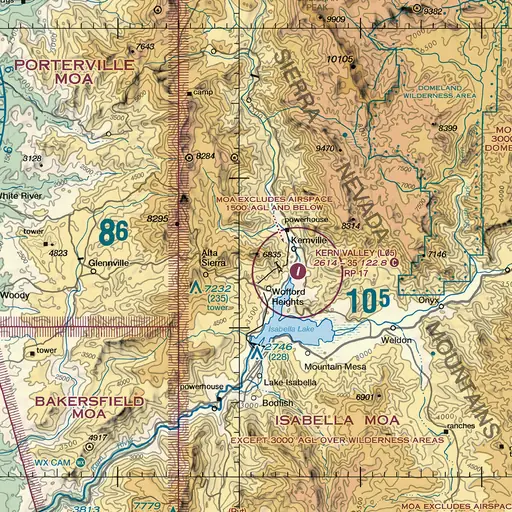 PEAK
9909
9382
7643
10105
PORTERVILLE
MOA
SIERRA
camp
DOMELAND
WILDERNESS AREA
8399
MOA
3000
DOME
3128
8284
9470
White River
NEVADA
MOA EXCLUDES AIRSPACE
1500' AGL AND BELOW
8295
powerhouse
8314
tower
86
4823
Kernville
Glennville
Alta
Sierra
6835
KERN VALLEY (L05)
2614 - 35 122.8 C
RP 17
7146
Woody
7232
(235)
tower
Wofford
Heights
105
Onyx
Isabella Lake
Weldon
tower
2746
(228)
Mountain Mesa
MOUNTAINS
powerhouse
Lake Isabella
BAKERSFIELD
MOA
Bodfish
6901
ISABELLA MOA
EXCEPT 3000 AGL OVER WILDERNESS AREAS
ranches
4917
WX CAM
3813
7779
MOA EXCLUDES AIRSPACE